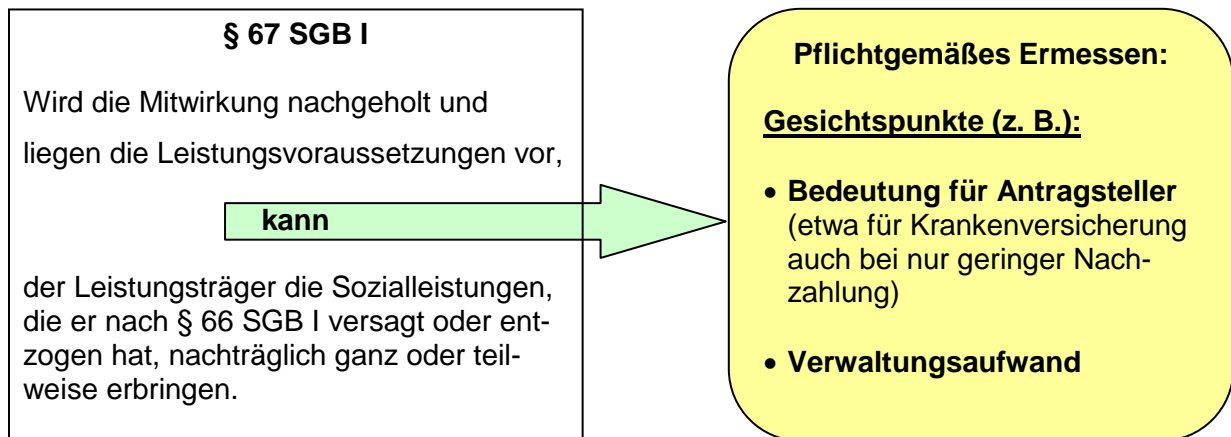 § 67 SGB I
Wird die Mitwirkung nachgeholt und
liegen die Leistungsvoraussetzungen vor,
kann
der Leistungsträger die Sozialleistungen,
die er nach § 66 SGB I versagt oder ent-
zogen hat, nachträglich ganz oder teil-
weise erbringen.
Pflichtgemäßes Ermessen:
Gesichtspunkte (z. B.):
• Bedeutung für Antragsteller
(etwa für Krankenversicherung
auch bei nur geringer Nach-
zahlung)
• Verwaltungsaufwand